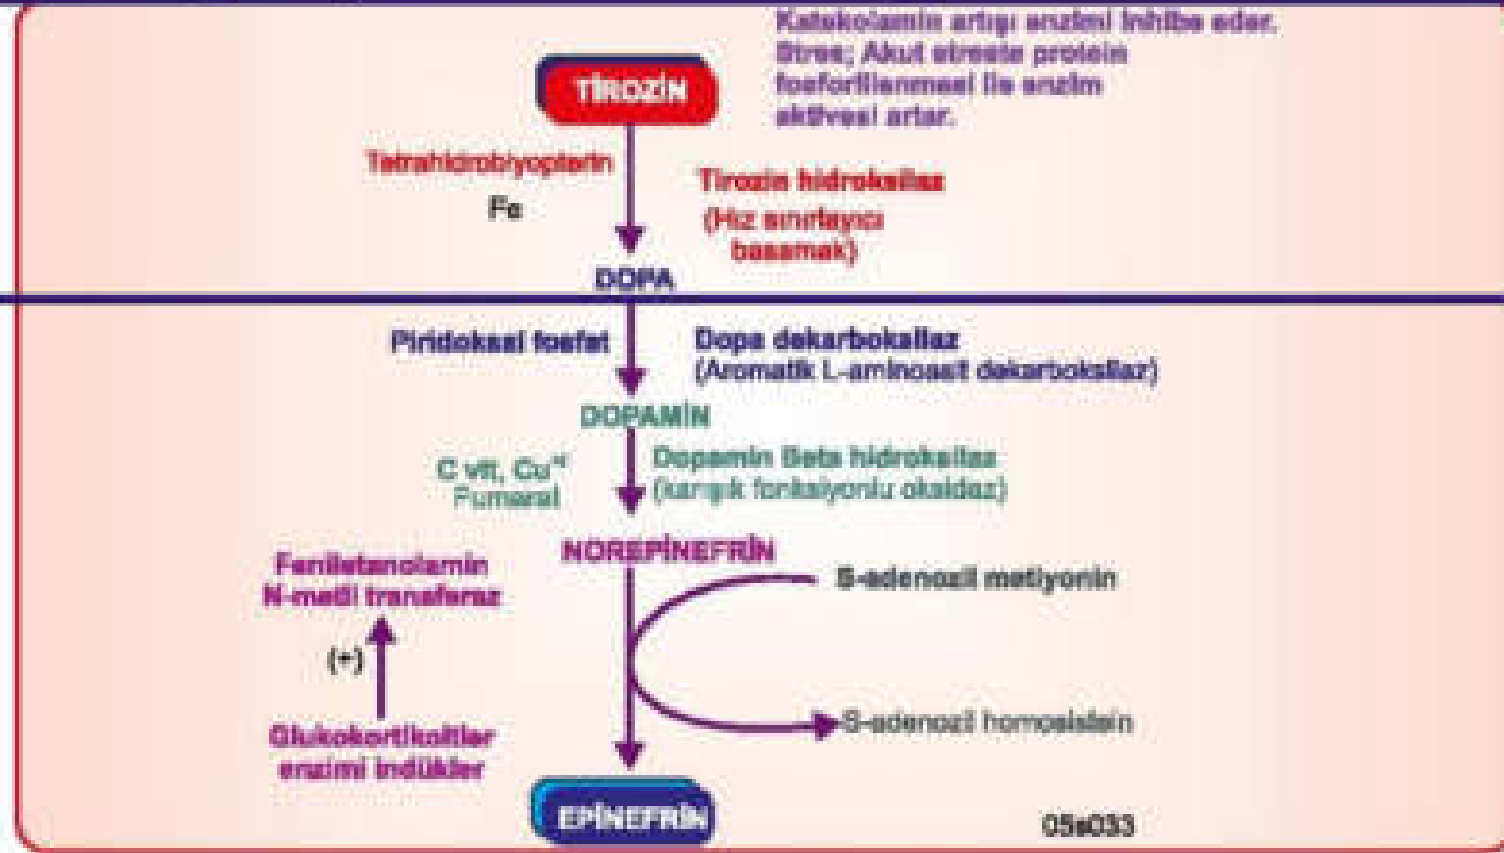 Katekolamin artışı enzimi inhibe eder.
Stres; Akut streste protein
fosforillenmesi ile enzim
aktivesi artar.
TİROZİN
Tetrahidrobiyopterin
Fe
Tirozin hidroksilaz
(Hız sınırlayıcı
basamak)
DOPA
Piridoksal fosfat
Dopa dekarboksilaz
(Aromatik L-aminoasit dekarboksilaz)
DOPAMİN
C vit, Cu
Fumarat
Dopamin Beta hidroksilaz
(karışık fonksiyonlu oksidaz)
NOREPİNEFRİN
Feniletanolamin
N-metil transferaz
S-adenozil metiyonin
(+)
Glukokortikoitler
enzimi indükler
S-adenozil homosistein
EPİNEFRİN
05s033